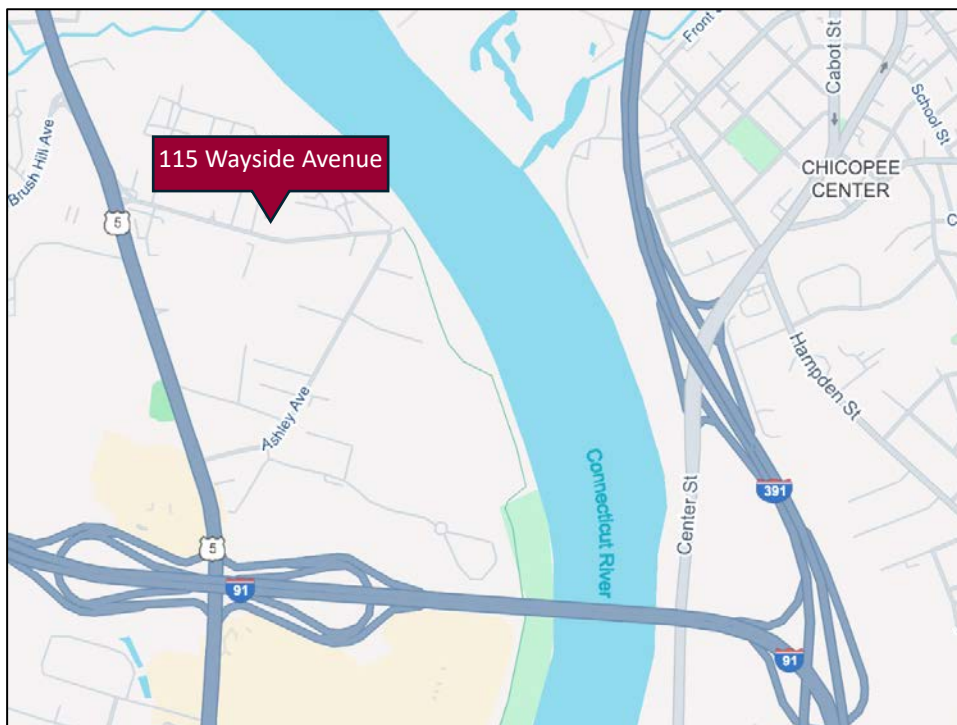 Front
Cabot St
School St
115 Wayside Avenue
Brush Hill Ave
CHICOPEE
CENTER
5
C
Hampden St
Ashley Ave
Connecticut River
391
Center St
5
91
91